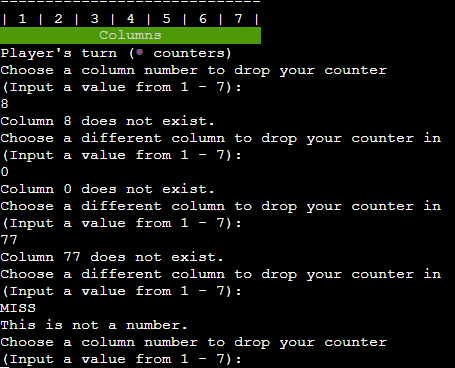 -----------------------------
| 1 | 2 | 3 | 4 | 5 | 6 | 7 |
Columns
Player's turn (● counters)
Choose a column number to drop your counter
(Input a value from 1 - 7):
8
Column 8 does not exist.
Choose a different column to drop your counter in
(Input a value from 1 - 7):
0
Column 0 does not exist.
Choose a different column to drop your counter in
(Input a value from 1 - 7):
77
Column 77 does not exist.
Choose a different column to drop your counter in
(Input a value from 1 - 7):
MISS
This is not a number.
Choose a column number to drop your counter
(Input a value from 1 - 7):